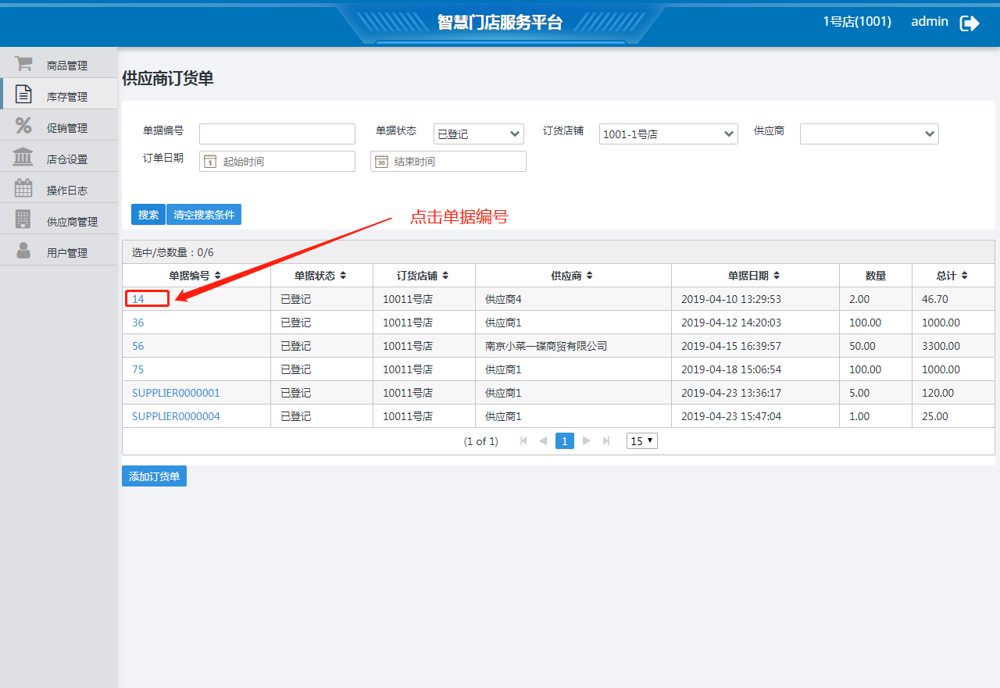 智慧门店服务平台
1号店(1001) admin
商品管理
库存管理
促销管理
店仓设置
操作日志
供应商管理
用户管理
供应商订货单
单据编号 单据状态 已登记 订货店铺 1001-1号店 供应商
订单日期 1 起始时间 30 结束时间
搜索 清空搜索条件
点击单据编号
选中/总数量：0/6
单据编号 单据状态 订货店铺 供应商 单据日期 数量 总计
14 已登记 10011号店 供应商4 2019-04-10 13:29:53 2.00 46.70
36 已登记 10011号店 供应商1 2019-04-12 14:20:03 100.00 1000.00
56 已登记 10011号店 南京小菜一碟商贸有限公司 2019-04-15 16:39:57 50.00 3300.00
75 已登记 10011号店 供应商1 2019-04-18 15:06:54 100.00 1000.00
SUPPLIER0000001 已登记 10011号店 供应商1 2019-04-23 13:36:17 5.00 120.00
SUPPLIER0000004 已登记 10011号店 供应商1 2019-04-23 15:47:04 1.00 25.00
(1 of 1) 1 15
添加订货单